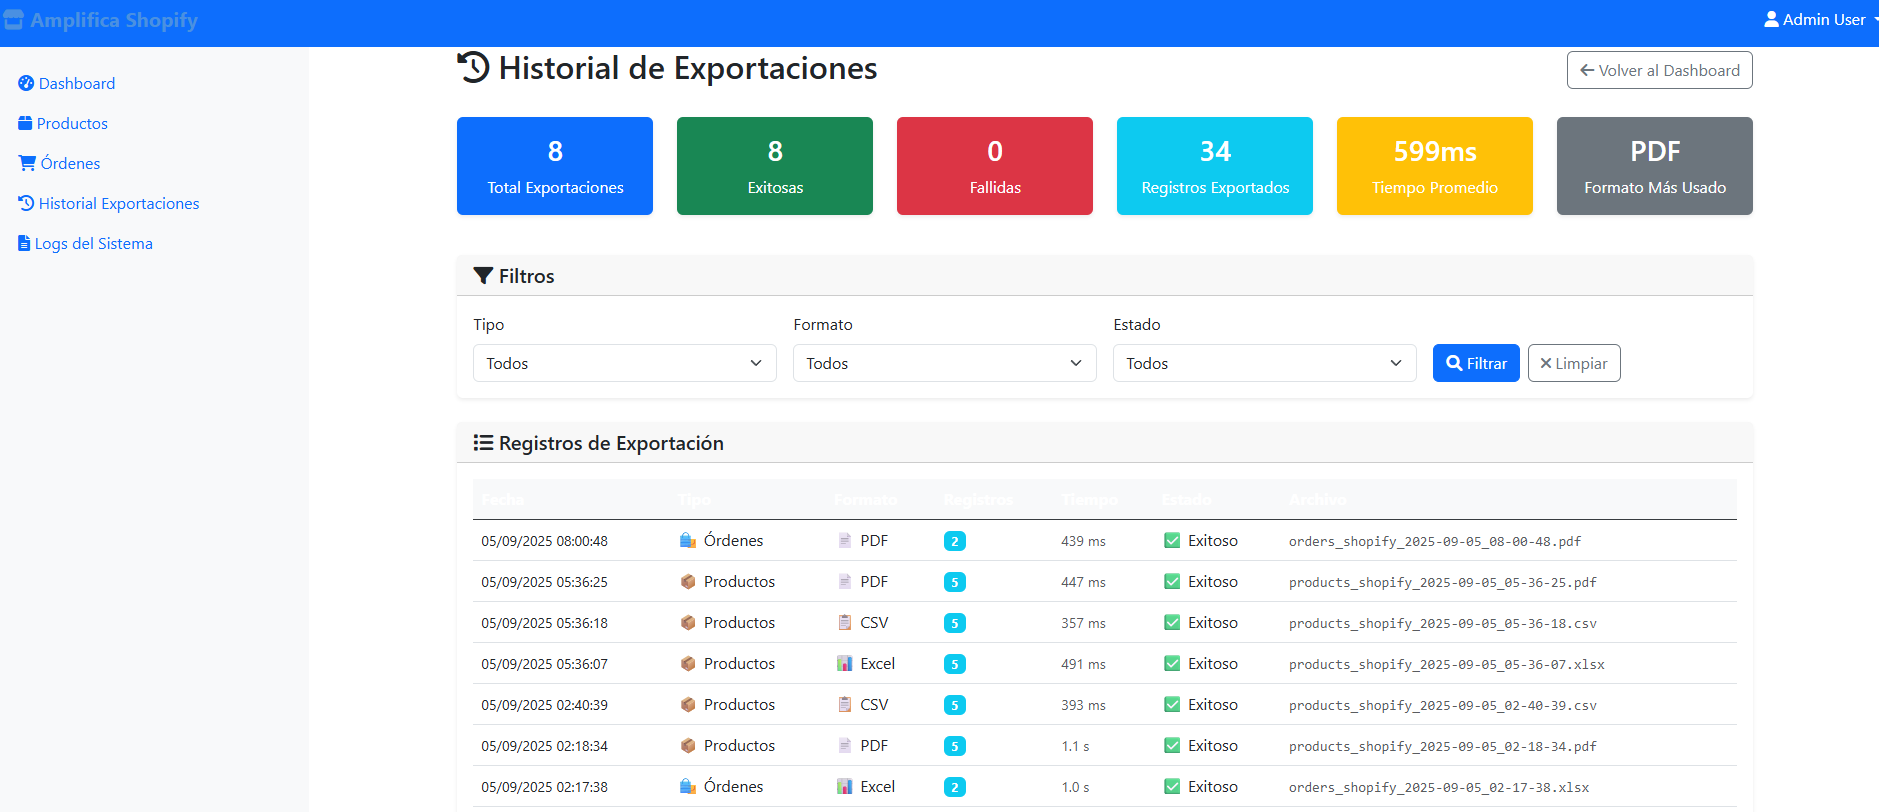 Amplifica Shopify
Admin User
Dashboard
Productos
Órdenes
Historial Exportaciones
Logs del Sistema
Historial de Exportaciones
Volver al Dashboard
8
Total Exportaciones
8
Exitosas
0
Fallidas
34
Registros Exportados
599ms
Tiempo Promedio
PDF
Formato Más Usado
Filtros
Tipo Formato Estado
Todos Todos Todos Filtrar Limpiar
Registros de Exportación
Fecha Tipo Formato Registros Tiempo Estado Archivo
05/09/2025 08:00:48 Órdenes PDF 2 439 ms Exitoso orders_shopify_2025-09-05_08-00-48.pdf
05/09/2025 05:36:25 Productos PDF 5 447 ms Exitoso products_shopify_2025-09-05_05-36-25.pdf
05/09/2025 05:36:18 Productos CSV 5 357 ms Exitoso products_shopify_2025-09-05_05-36-18.csv
05/09/2025 05:36:07 Productos Excel 5 491 ms Exitoso products_shopify_2025-09-05_05-36-07.xlsx
05/09/2025 02:40:39 Productos CSV 5 393 ms Exitoso products_shopify_2025-09-05_02-40-39.csv
05/09/2025 02:18:34 Productos PDF 5 1.1 s Exitoso products_shopify_2025-09-05_02-18-34.pdf
05/09/2025 02:17:38 Órdenes Excel 2 1.0 s Exitoso orders_shopify_2025-09-05_02-17-38.xlsx